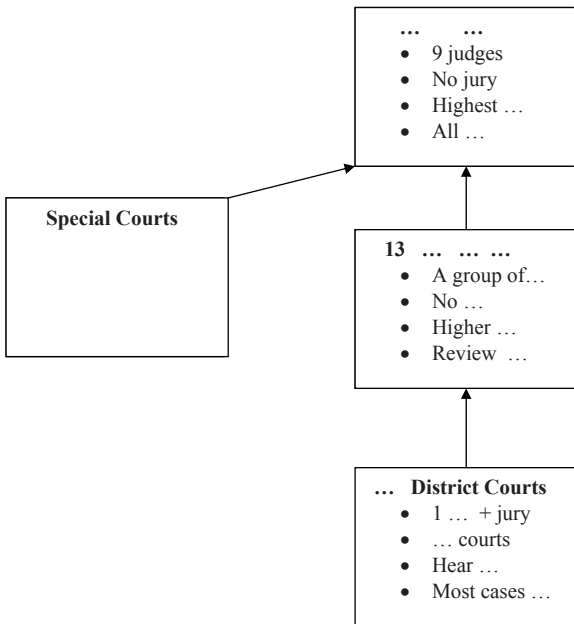 … …
• 9 judges
• No jury
• Highest …
• All …
Special Courts
13 … … …
• A group of…
• No …
• Higher …
• Review …
… District Courts
• 1 … + jury
• … courts
• Hear …
• Most cases …